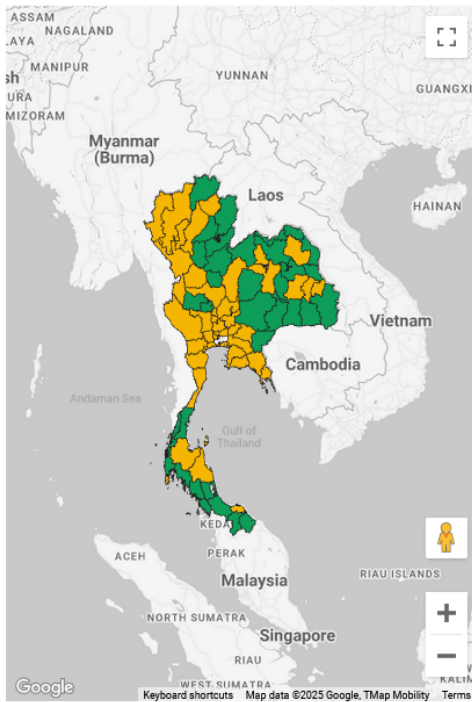 ASSAM
NAGALAND
LAYA
sh
MANIPUR
YUNNAN
GUANGXI
URA
MIZORAM
Myanmar
(Burma)
Laos
HAINAN
Vietnam
Cambodia
Andaman Sea
Gulf of
Thailand
KEDA
ACEH
PERAK
RIAU ISLANDS
Malaysia
NORTH SUMATRA
Singapore
RIAU
WEST SUMATRA
KALIM
Google
Keyboard shortcuts
Map data ©2025 Google, TMap Mobility
Terms